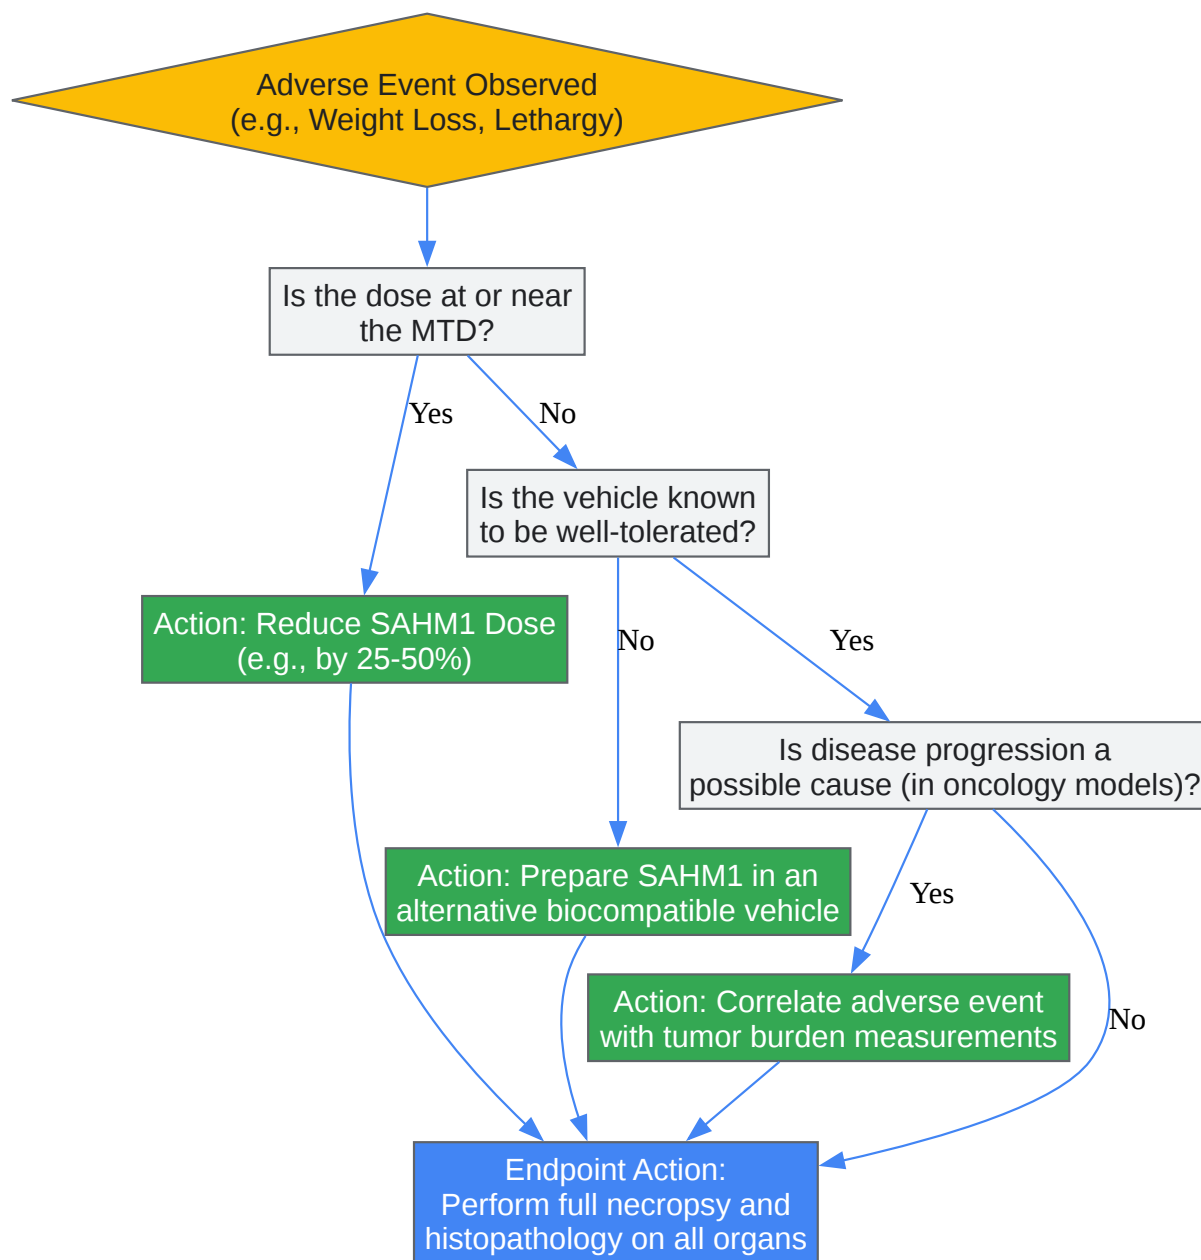 Adverse Event Observed
(e.g., Weight Loss, Lethargy)
Is the dose at or near
the MTD?
Yes
No
Is the vehicle known
to be well-tolerated?
Action: Reduce SAHM1 Dose
(e.g., by 25-50%)
No
Yes
Is disease progression a
possible cause (in oncology models)?
Action: Prepare SAHM1 in an
alternative biocompatible vehicle
Yes
Action: Correlate adverse event
with tumor burden measurements
No
Endpoint Action:
Perform full necropsy and
histopathology on all organs